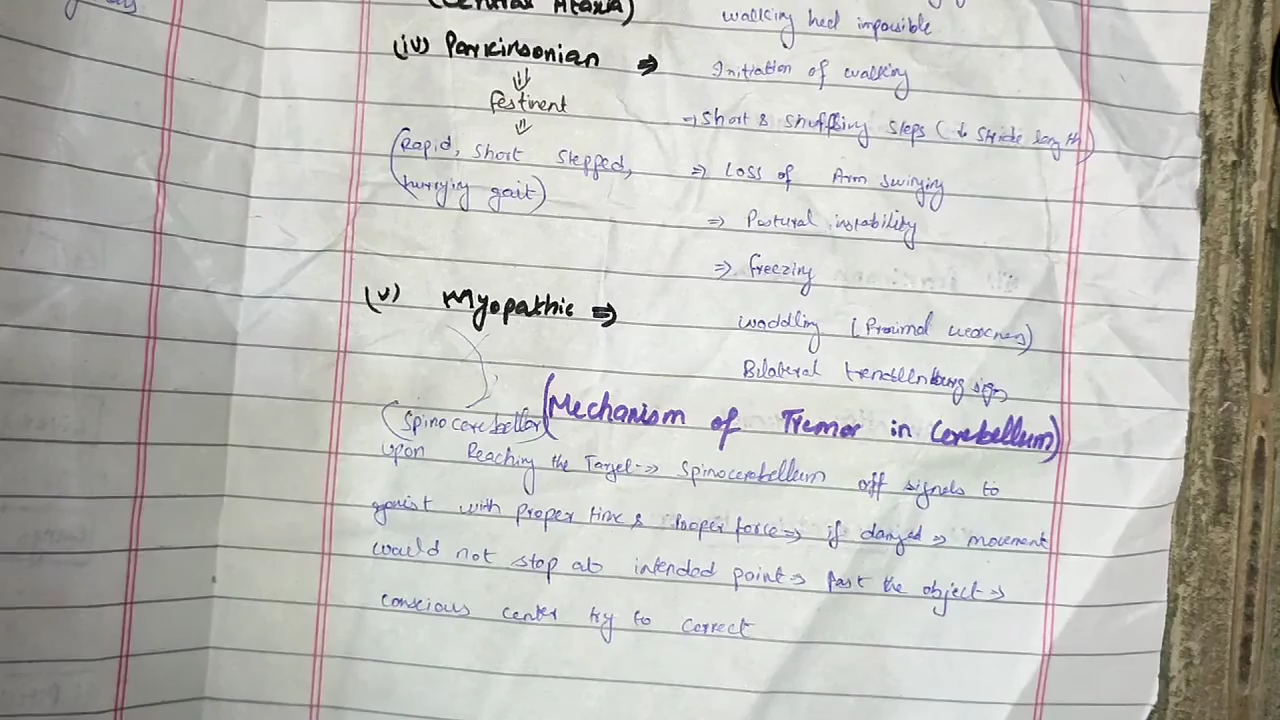 walking heel impossible
(iv) Parkinsonian ⇒ Initiation of walking
⇓
festinent
⇒ Short & shuffling steps (↓ stride length)
⇓
(Rapid, short stepped,
hurrying gait)
⇒ Loss of Arm swinging
⇒ Postural instability
⇒ freezing
(v) Myopathic ⇒ waddling (Proximal weakness)
Bilateral trendlenburg sign
(Mechanism of Tremor in Cerebellum)
(Spinocerebellar)
upon Reaching the Target → Spinocerebellum off signals to
with proper time & proper force → if → movement
would not stop at intended point → Past the object →
conscious center try to correct